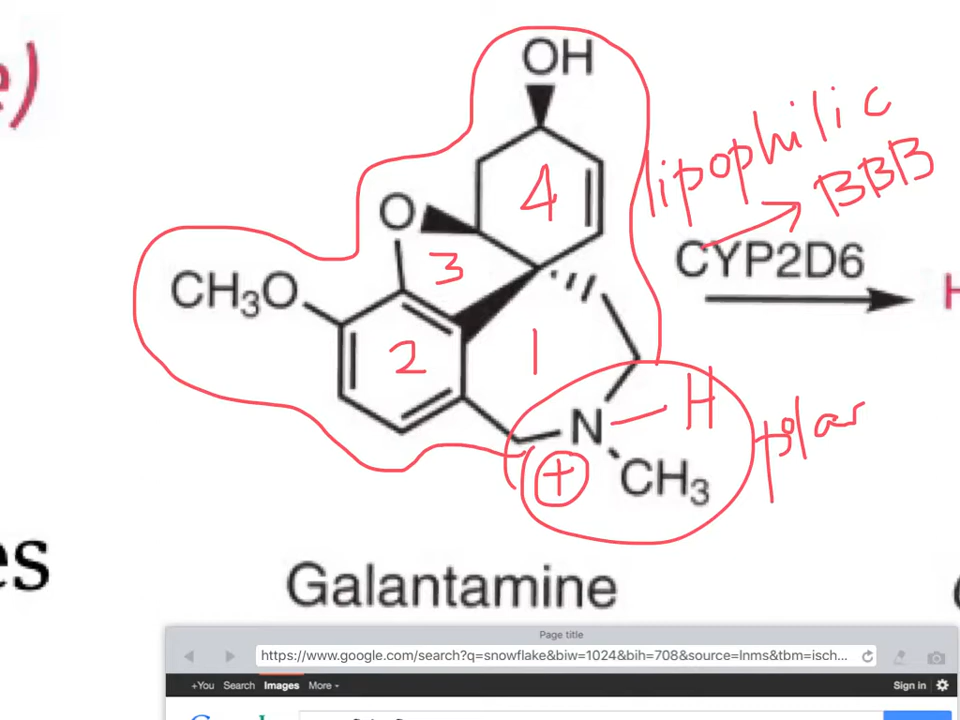 e)
OH
lipophilic
BBB
4
O
3
CYP2D6
CH3O
H
2
1
H
N
polar
+
CH3
es
Galantamine
Page title
https://www.google.com/search?q=snowflake&biw=1024&bih=708&source=lnms&tbm=isch...
+You Search Images More Sign in